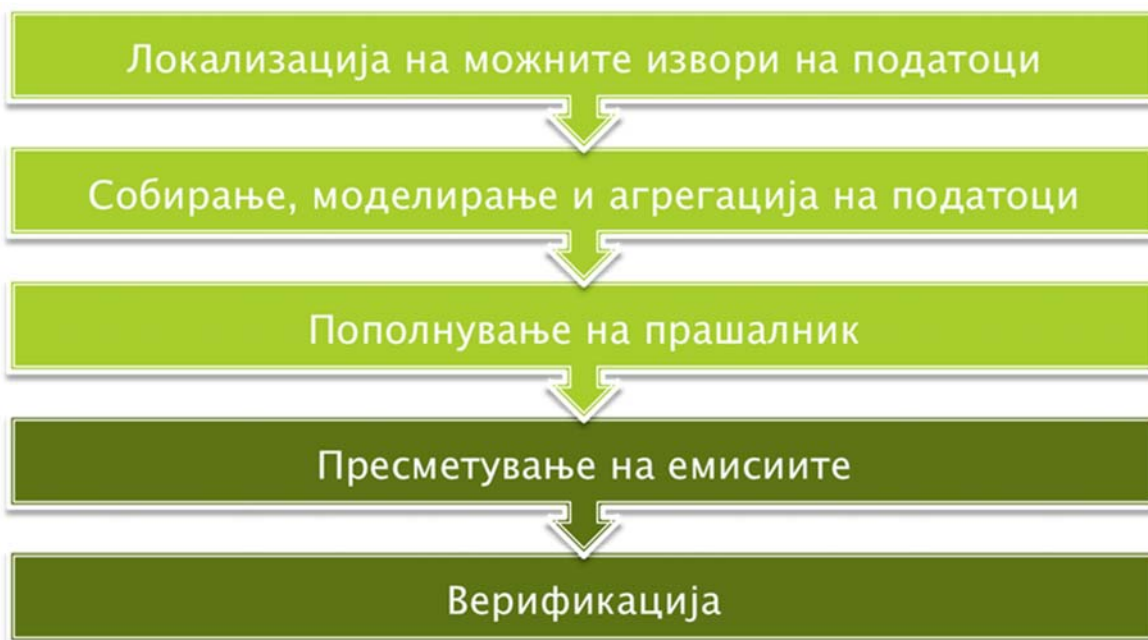 Локализација на можните извори на податоци
Собирање, моделирање и агрегација на податоци
Пополнување на прашалник
Пресметување на емисиите
Верификација